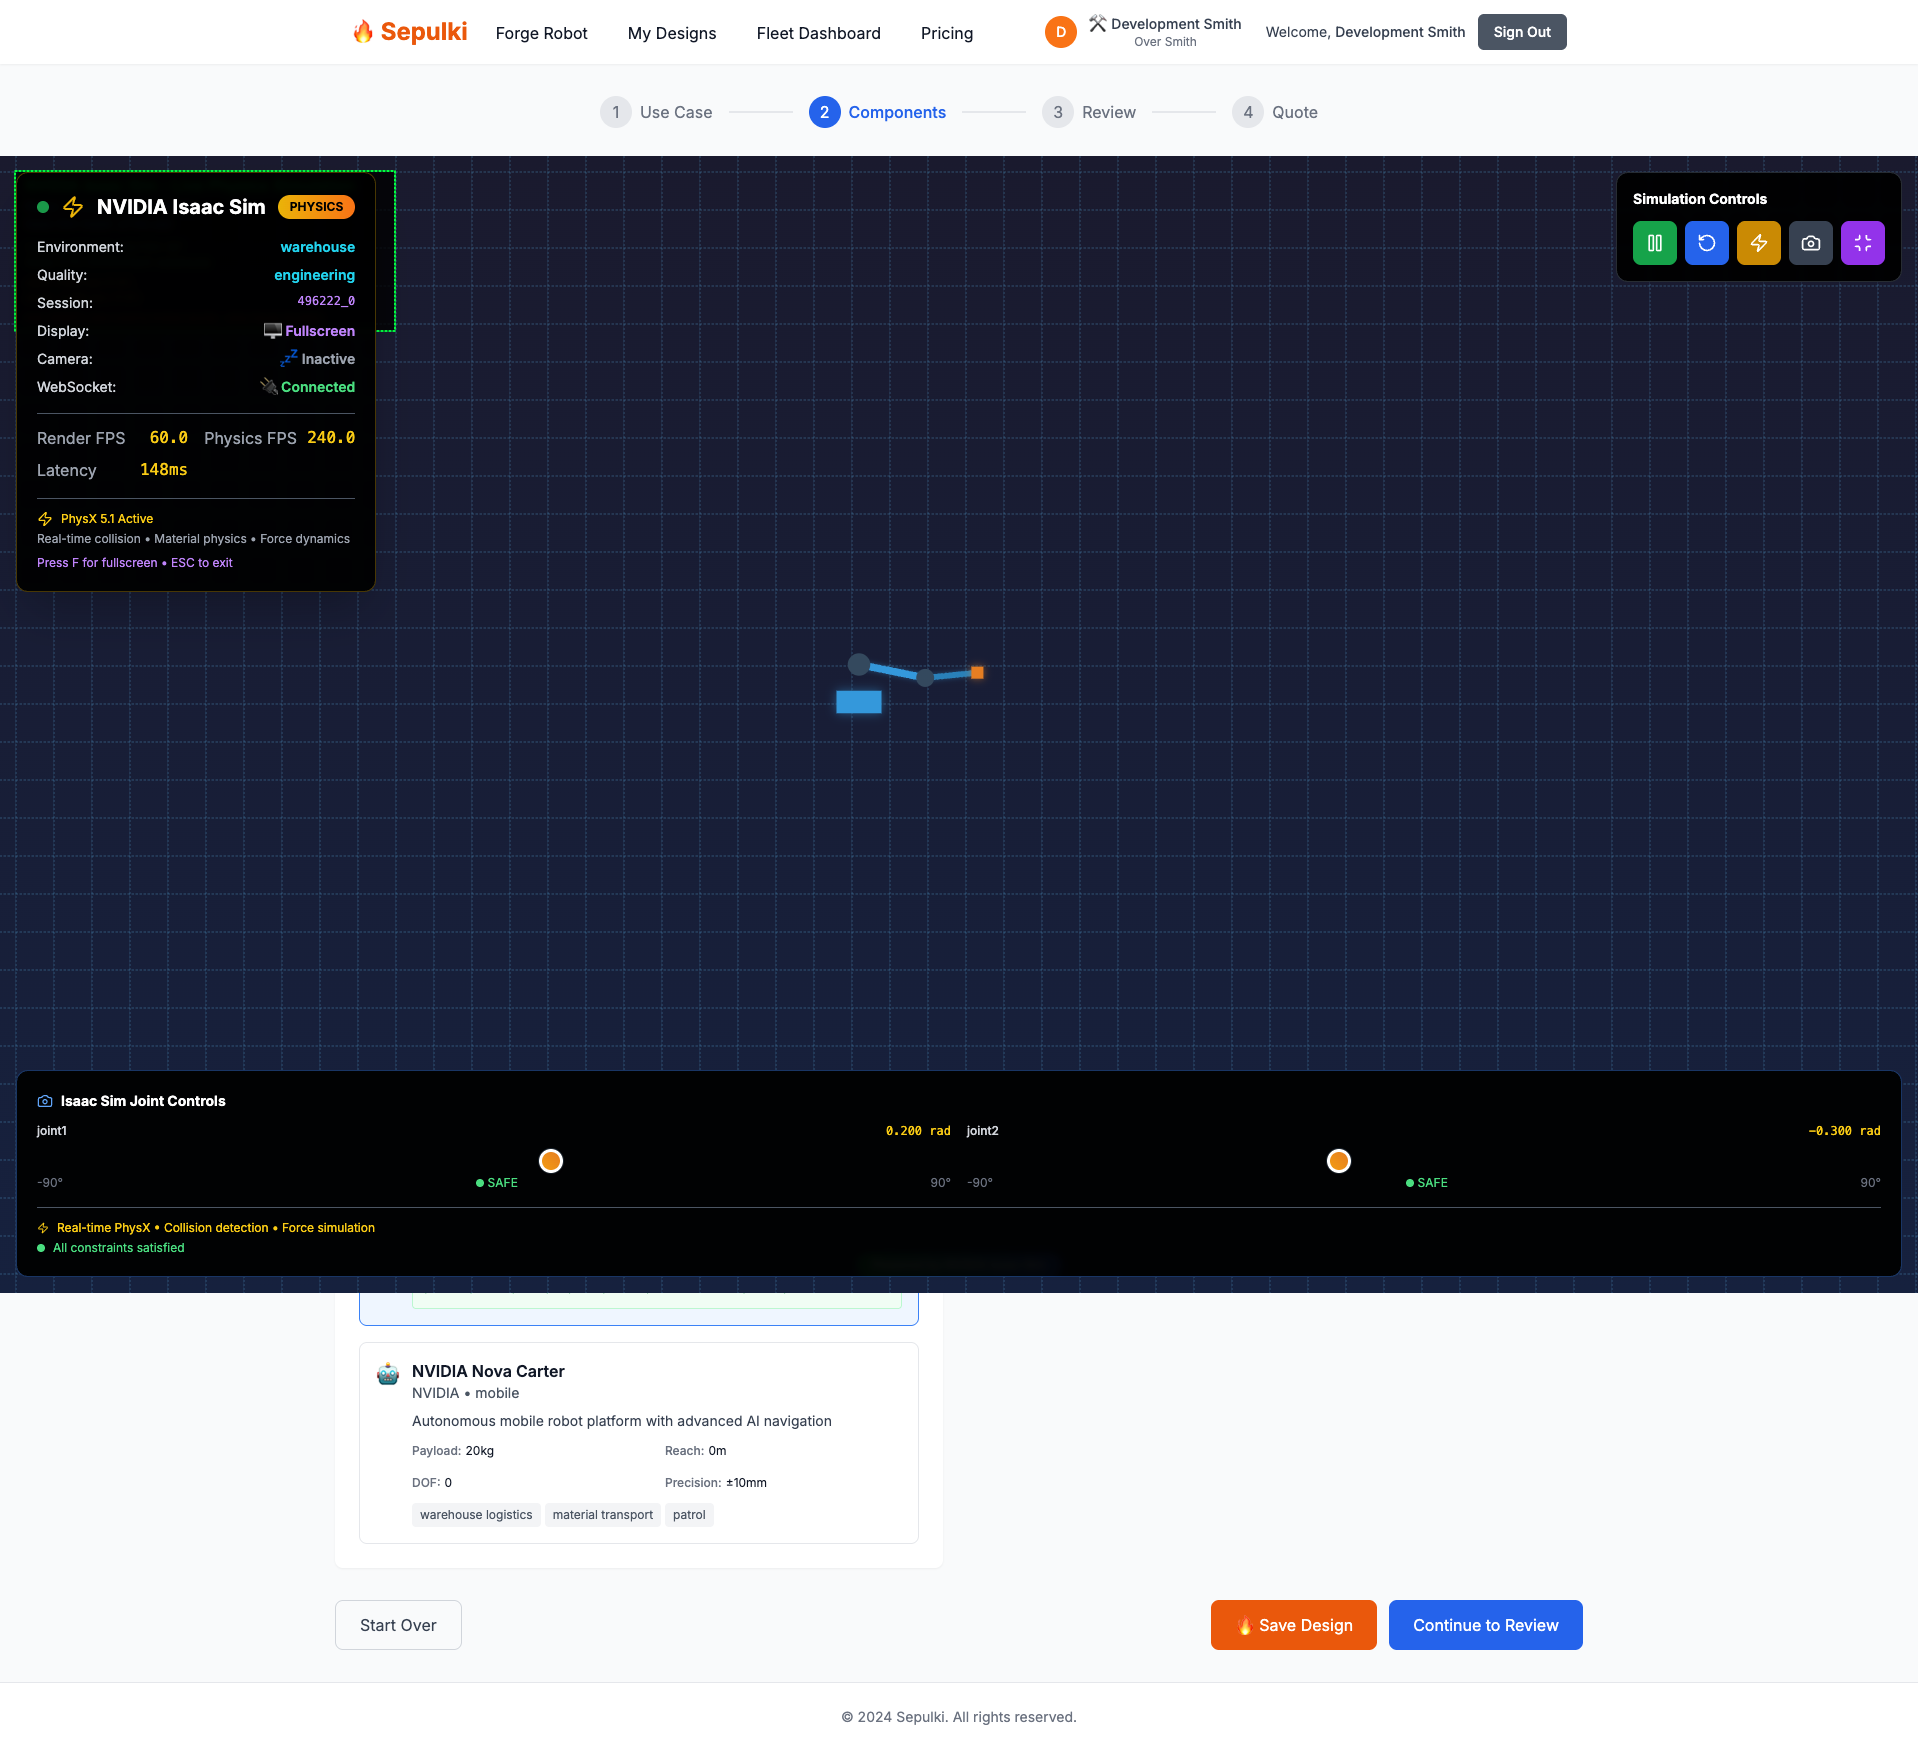 Sepulki
Forge Robot
My Designs
Fleet Dashboard
Pricing
D
Development Smith
Over Smith
Welcome, Development Smith
Sign Out
1 Use Case
2 Components
3 Review
4 Quote
NVIDIA Isaac Sim
PHYSICS
Environment: warehouse
Quality: engineering
Session: 496222_0
Display: Fullscreen
Camera: Inactive
WebSocket: Connected
Render FPS 60.0 Physics FPS 240.0
Latency 148ms
PhysX 5.1 Active
Real-time collision • Material physics • Force dynamics
Press F for fullscreen • ESC to exit
Simulation Controls
Isaac Sim Joint Controls
joint1 0.200 rad
-90° SAFE 90°
joint2 -0.300 rad
-90° SAFE 90°
Real-time PhysX • Collision detection • Force simulation
All constraints satisfied
NVIDIA Nova Carter
NVIDIA • mobile
Autonomous mobile robot platform with advanced AI navigation
Payload: 20kg Reach: 0m
DOF: 0 Precision: ±10mm
warehouse logistics material transport patrol
Start Over
Save Design
Continue to Review
© 2024 Sepulki. All rights reserved.